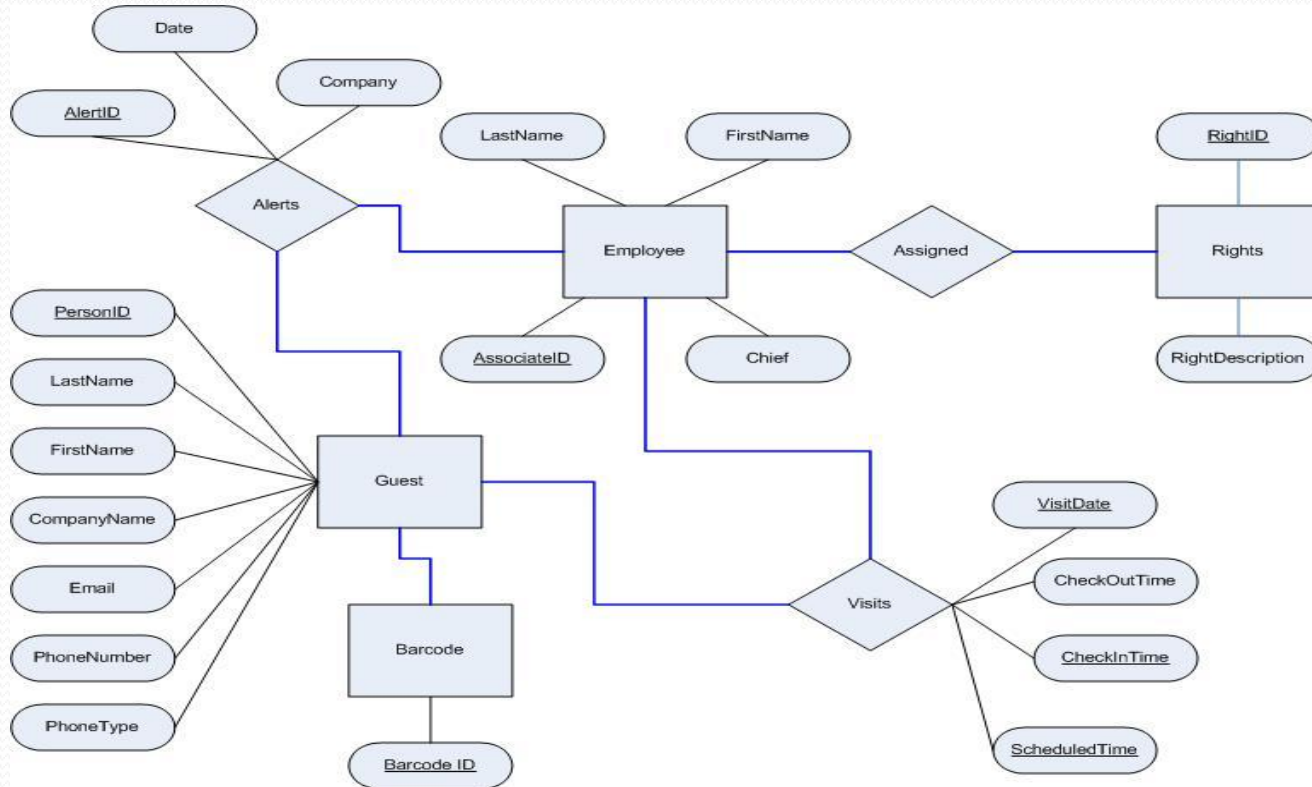 Date
Company
AlertID
LastName
FirstName
RightID
Alerts
Employee
Assigned
Rights
PersonID
AssociateID
Chief
RightDescription
LastName
FirstName
Guest
CompanyName
VisitDate
Email
CheckOutTime
Visits
PhoneNumber
Barcode
CheckInTime
PhoneType
ScheduledTime
Barcode ID